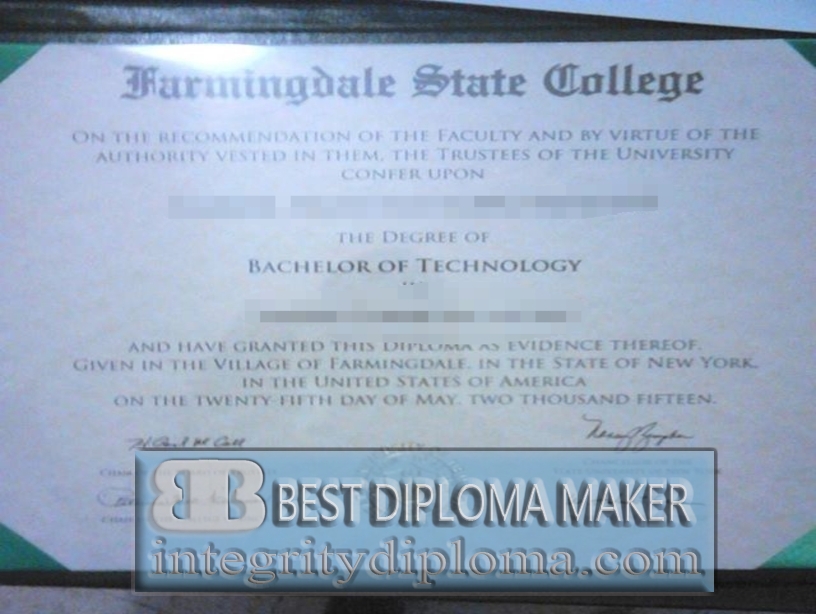 Farmingdale State College
ON THE RECOMMENDATION OF THE FACULTY AND BY VIRTUE OF THE
AUTHORITY VESTED IN THEM, THE TRUSTEES OF THE UNIVERSITY
CONFER UPON
THE DEGREE OF
BACHELOR OF TECHNOLOGY
AND HAVE GRANTED THIS DIPLOMA AS EVIDENCE THEREOF.
GIVEN IN THE VILLAGE OF FARMINGDALE, IN THE STATE OF NEW YORK,
IN THE UNITED STATES OF AMERICA
ON THE TWENTY-FIFTH DAY OF MAY, TWO THOUSAND FIFTEEN.
BB BEST DIPLOMA MAKER
integritydiploma.com